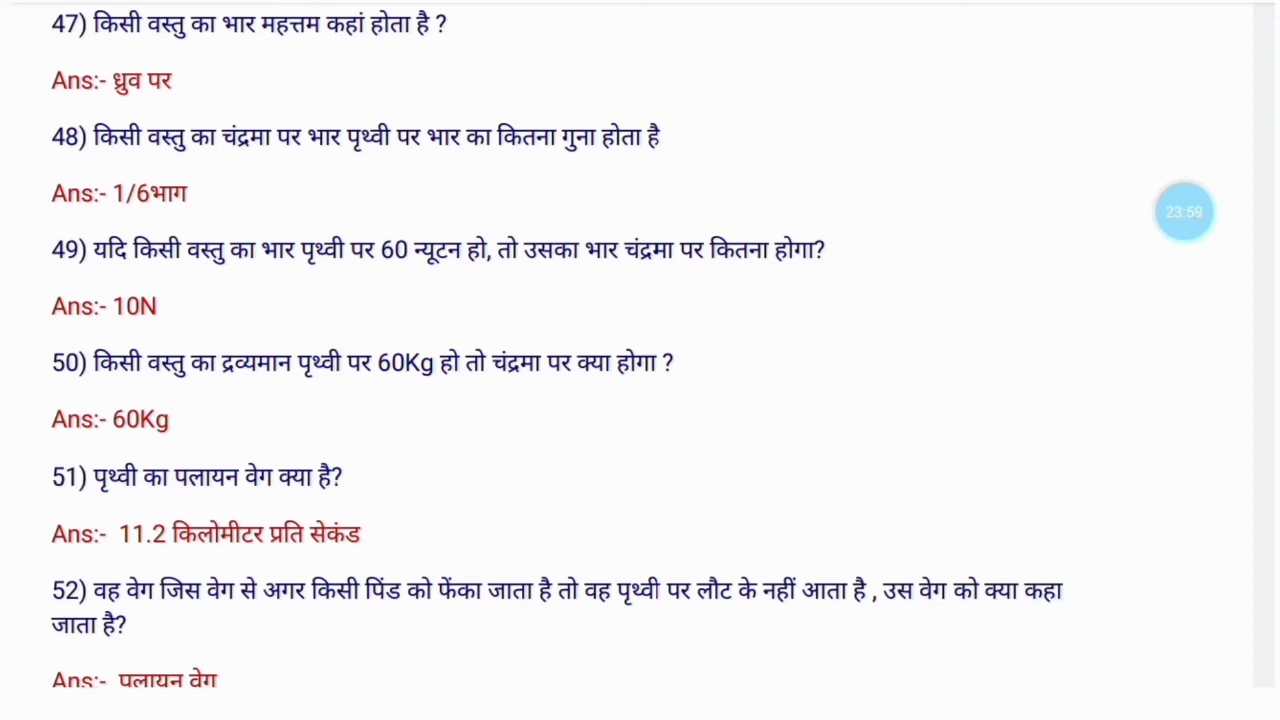 47) किसी वस्तु का भार महत्तम कहां होता है ?
Ans:- ध्रुव पर
48) किसी वस्तु का चंद्रमा पर भार पृथ्वी पर भार का कितना गुना होता है
Ans:- 1/6भाग
23:59
49) यदि किसी वस्तु का भार पृथ्वी पर 60 न्यूटन हो, तो उसका भार चंद्रमा पर कितना होगा?
Ans:- 10N
50) किसी वस्तु का द्रव्यमान पृथ्वी पर 60Kg हो तो चंद्रमा पर क्या होगा ?
Ans:- 60Kg
51) पृथ्वी का पलायन वेग क्या है?
Ans:- 11.2 किलोमीटर प्रति सेकंड
52) वह वेग जिस वेग से अगर किसी पिंड को फेंका जाता है तो वह पृथ्वी पर लौट के नहीं आता है , उस वेग को क्या कहा
जाता है?
Ans:- पलायन वेग